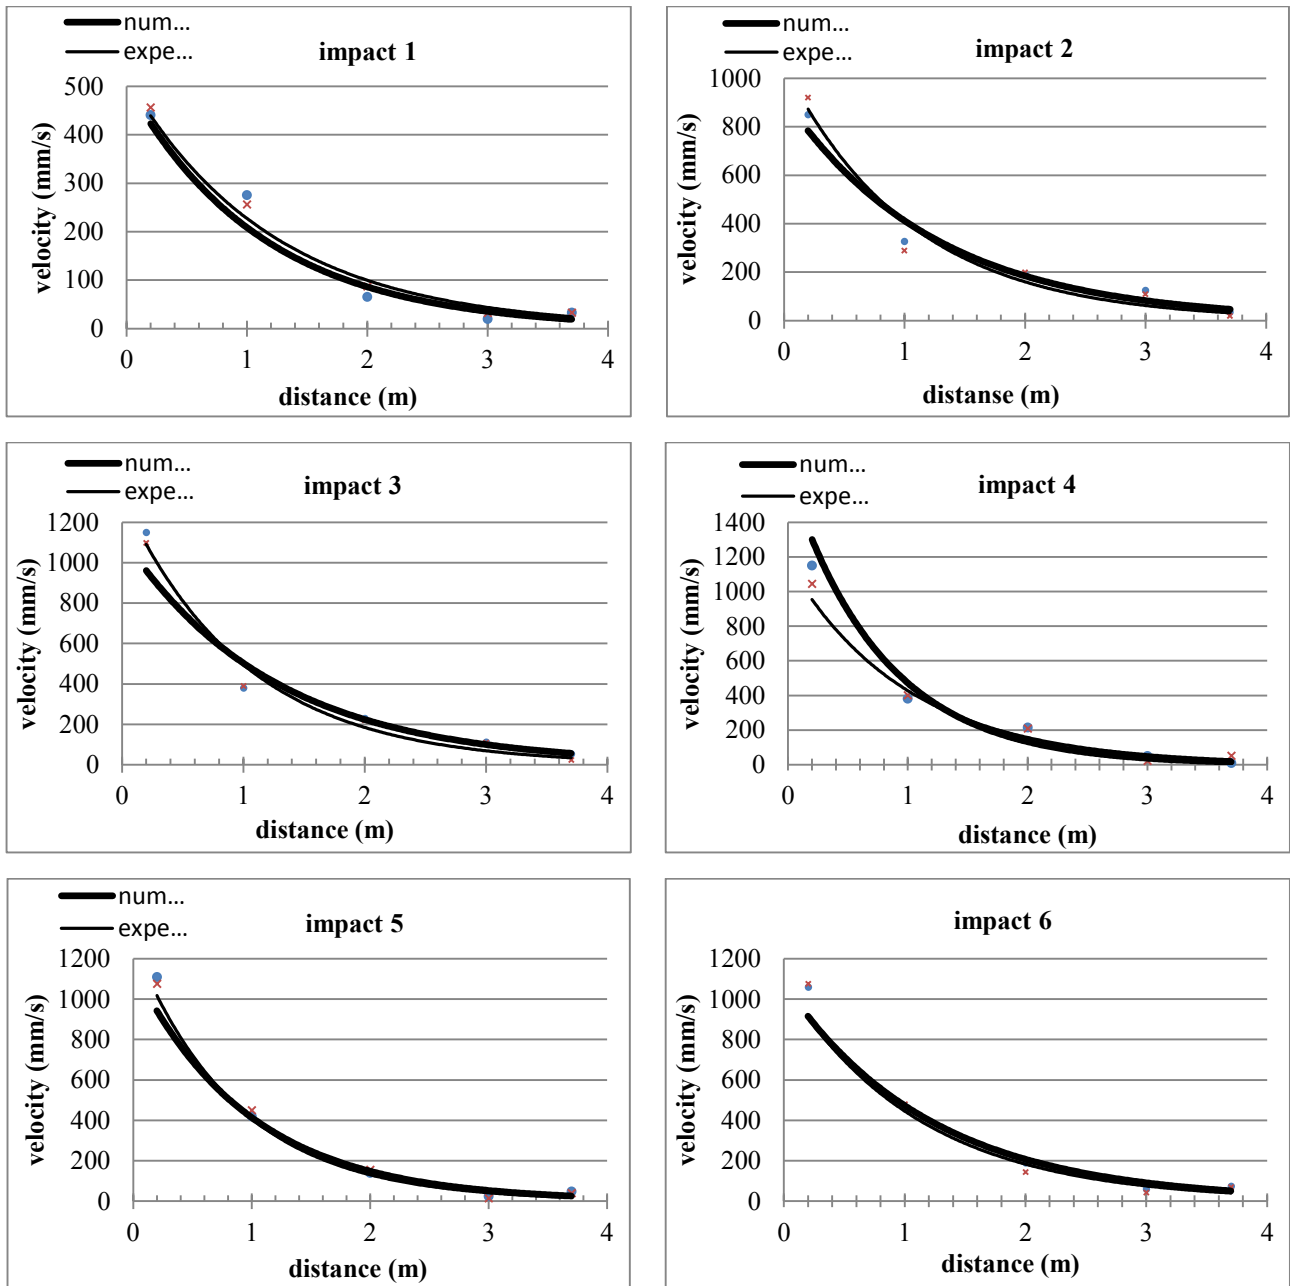 num...
expe...
impact 1
500
400
300
200
100
0
0 1 2 3 4
velocity (mm/s)
distance (m)
num...
expe...
impact 2
1000
800
600
400
200
0
0 1 2 3 4
velocity (mm/s)
distanse (m)
num...
expe...
impact 3
1200
1000
800
600
400
200
0
0 1 2 3 4
velocity (mm/s)
distance (m)
num...
expe...
impact 4
1400
1200
1000
800
600
400
200
0
0 1 2 3 4
velocity (mm/s)
distance (m)
num...
expe...
impact 5
1200
1000
800
600
400
200
0
0 1 2 3 4
velocity (mm/s)
distance (m)
impact 6
1200
1000
800
600
400
200
0
0 1 2 3 4
velocity (mm/s)
distance (m)